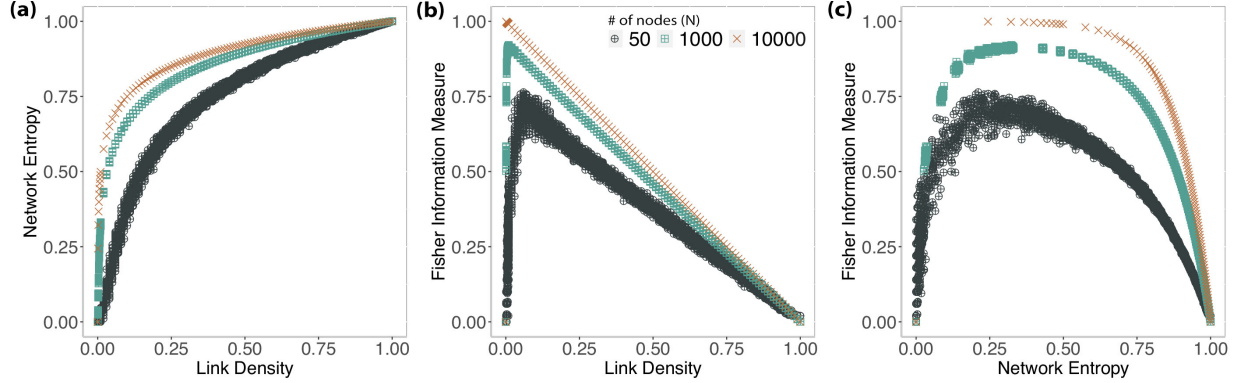 (a)
1.00
0.75
0.50
0.25
0.00
Network Entropy
0.00 0.25 0.50 0.75 1.00
Link Density
(b)
# of nodes (N)
50 1000 10000
1.00
0.75
0.50
0.25
0.00
Fisher Information Measure
0.00 0.25 0.50 0.75 1.00
Link Density
(c)
1.00
0.75
0.50
0.25
0.00
Fisher Information Measure
0.00 0.25 0.50 0.75 1.00
Network Entropy